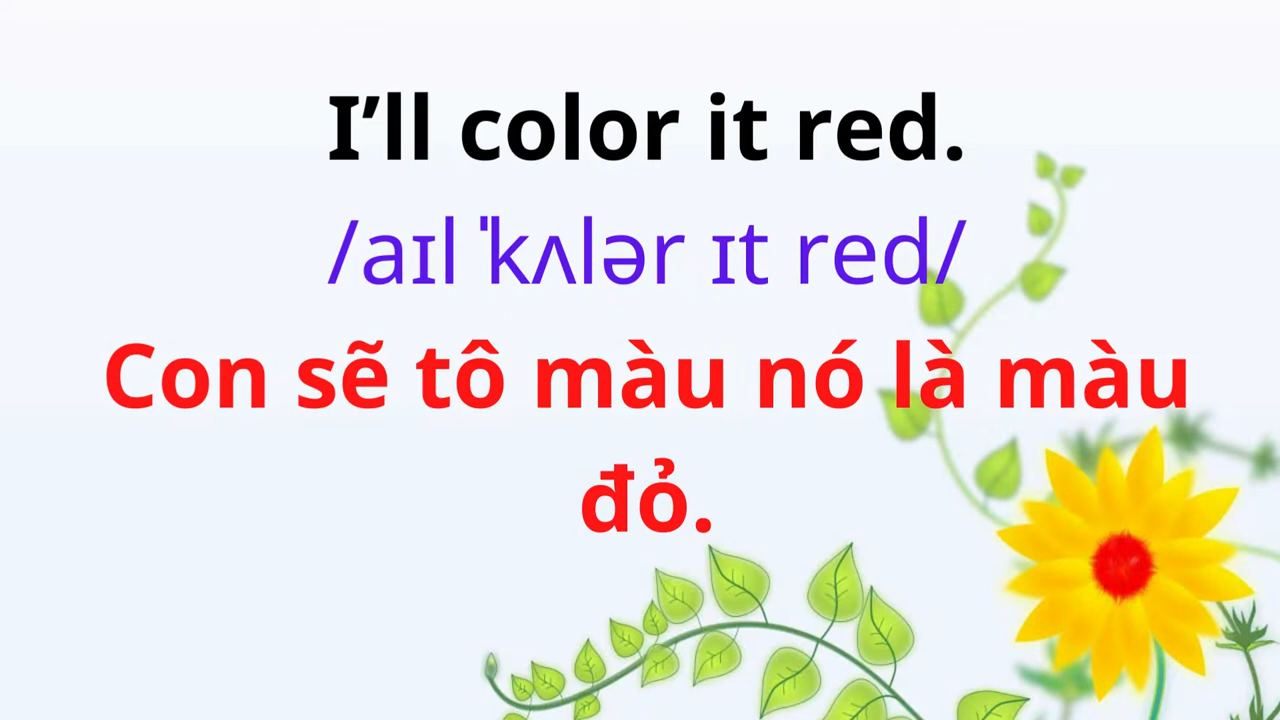 I’ll color it red.
/aɪl ˈkʌlər ɪt red/
Con sẽ tô màu nó là màu
đỏ.